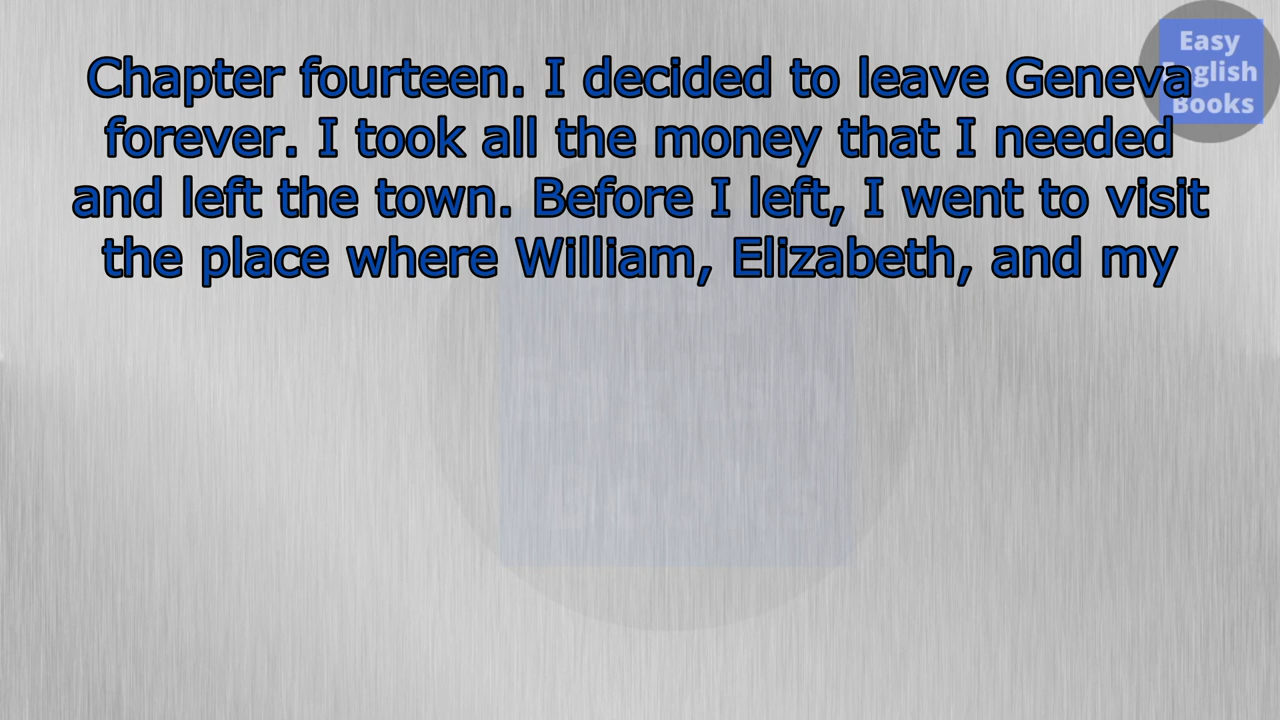 Chapter fourteen. I decided to leave Geneva
forever. I took all the money that I needed
and left the town. Before I left, I went to visit
the place where William, Elizabeth, and my
Easy
English
Books